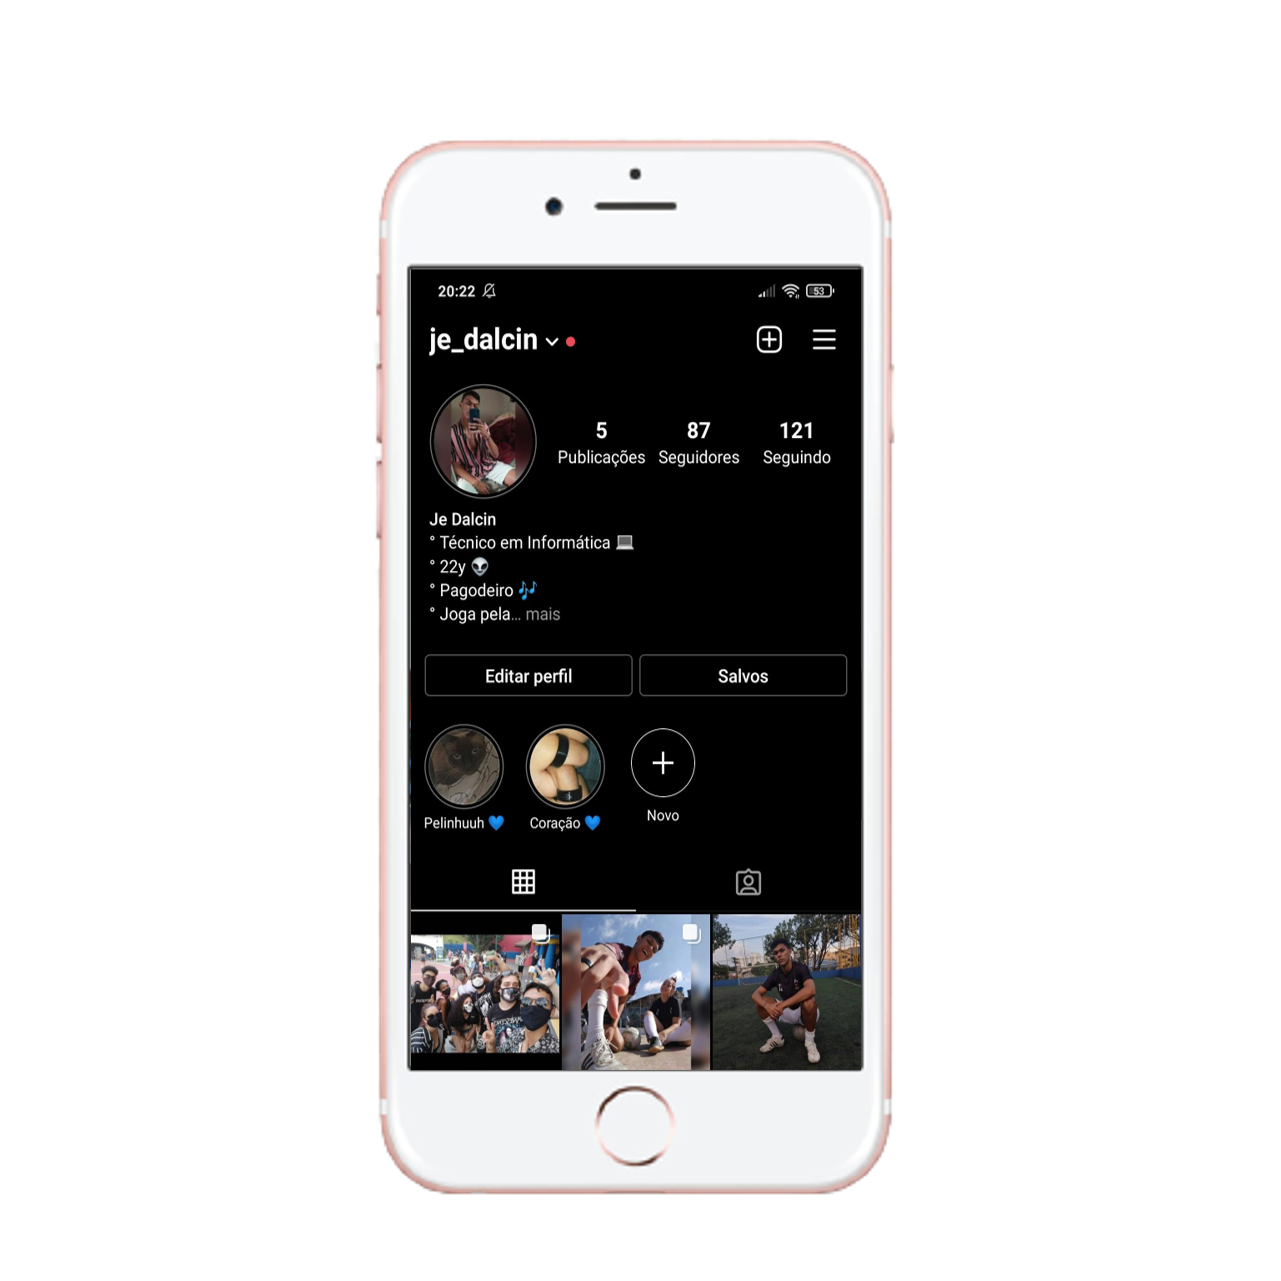 20:22 53
je_dalcin
5 87 121
Publicações Seguidores Seguindo
Je Dalcin
° Técnico em Informática 💻
° 22y 👽
° Pagodeiro 🎶
° Joga pela... mais
Editar perfil Salvos
Pelinhuuh 💙 Coração 💙 Novo